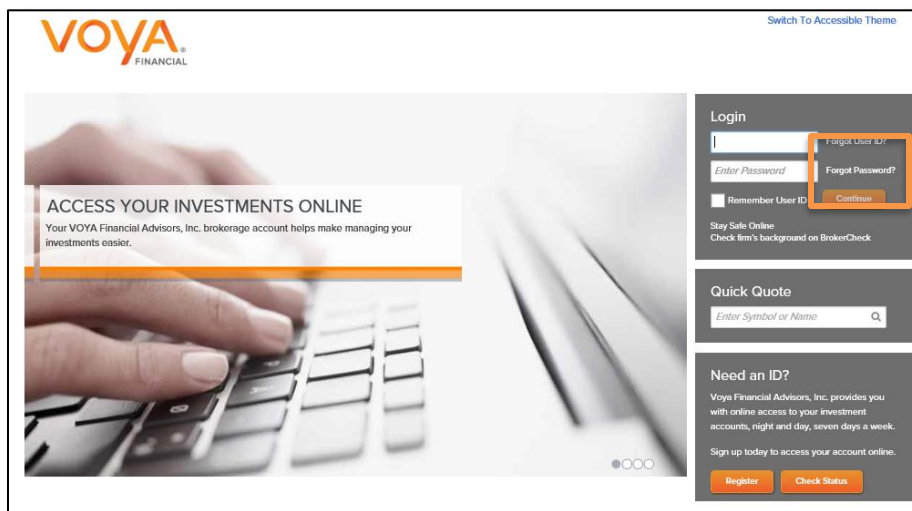 VOYA®
FINANCIAL
Switch To Accessible Theme
ACCESS YOUR INVESTMENTS ONLINE
Your VOYA Financial Advisors, Inc. brokerage account helps make managing your
investments easier.
Login
Forgot User ID?
Enter Password Forgot Password?
Remember User ID Continue
Stay Safe Online
Check firm's background on BrokerCheck
Quick Quote
Enter Symbol or Name
Need an ID?
Voya Financial Advisors, Inc. provides you
with online access to your investment
accounts, night and day, seven days a week.
Sign up today to access your account online.
Register Check Status